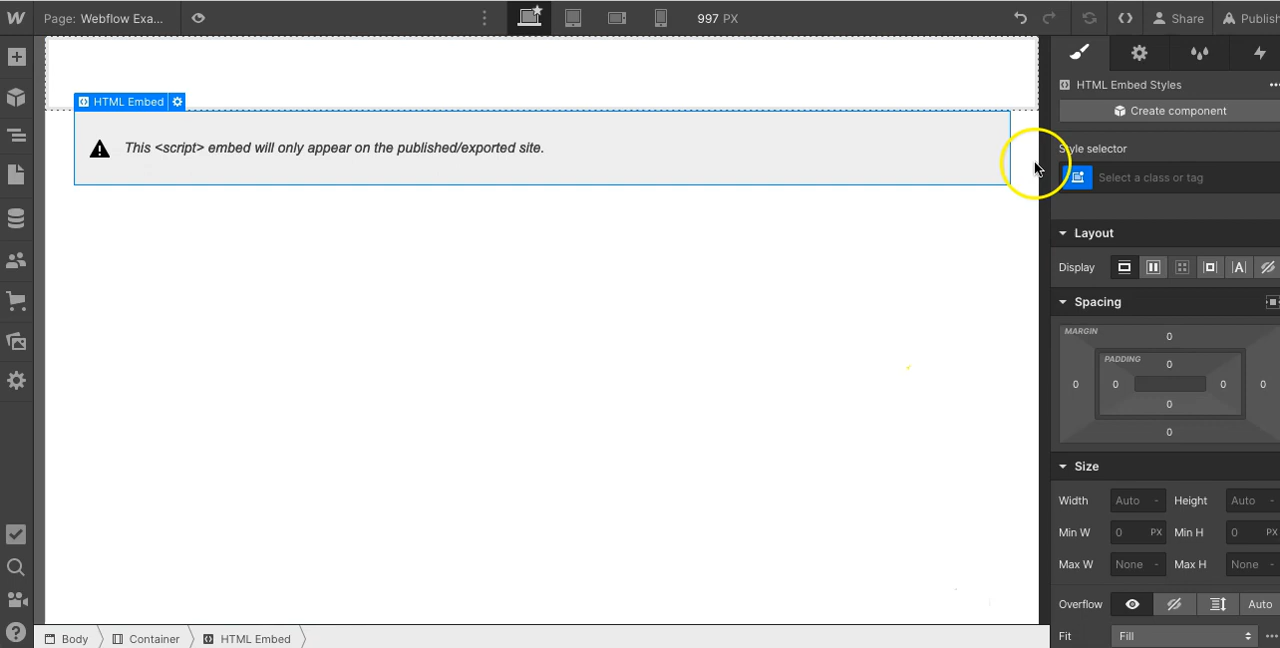 Page: Webflow Exa...
997 PX
Share
Publish
HTML Embed
This <script> embed will only appear on the published/exported site.
HTML Embed Styles
Create component
Style selector
Select a class or tag
Layout
Display
Spacing
MARGIN
0
PADDING
0
0 0 0 0
0
0
Size
Width Auto - Height Auto -
Min W 0 PX Min H 0 PX
Max W None - Max H None -
Overflow Auto
Fit Fill
Body Container HTML Embed